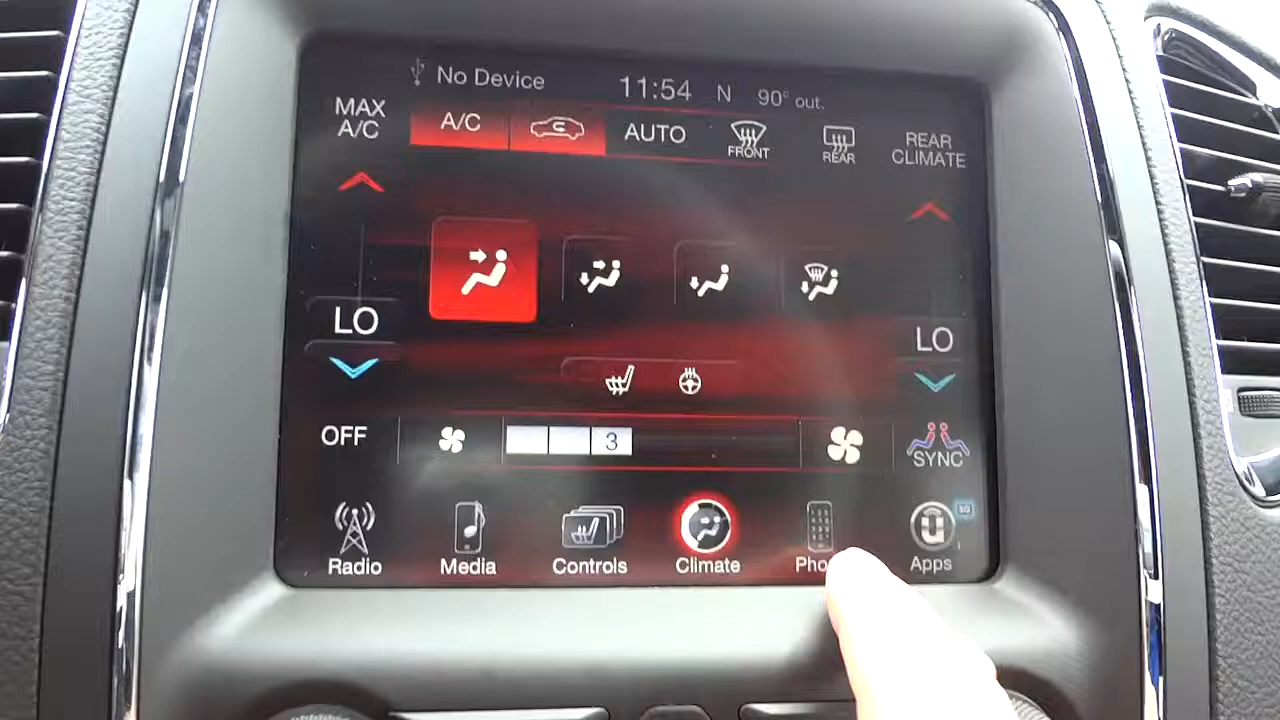 No Device 11:54 N 90° out.
MAX A/C
A/C
AUTO
FRONT
REAR
REAR CLIMATE
LO
LO
OFF
3
SYNC
Radio
Media
Controls
Climate
Pho
Apps